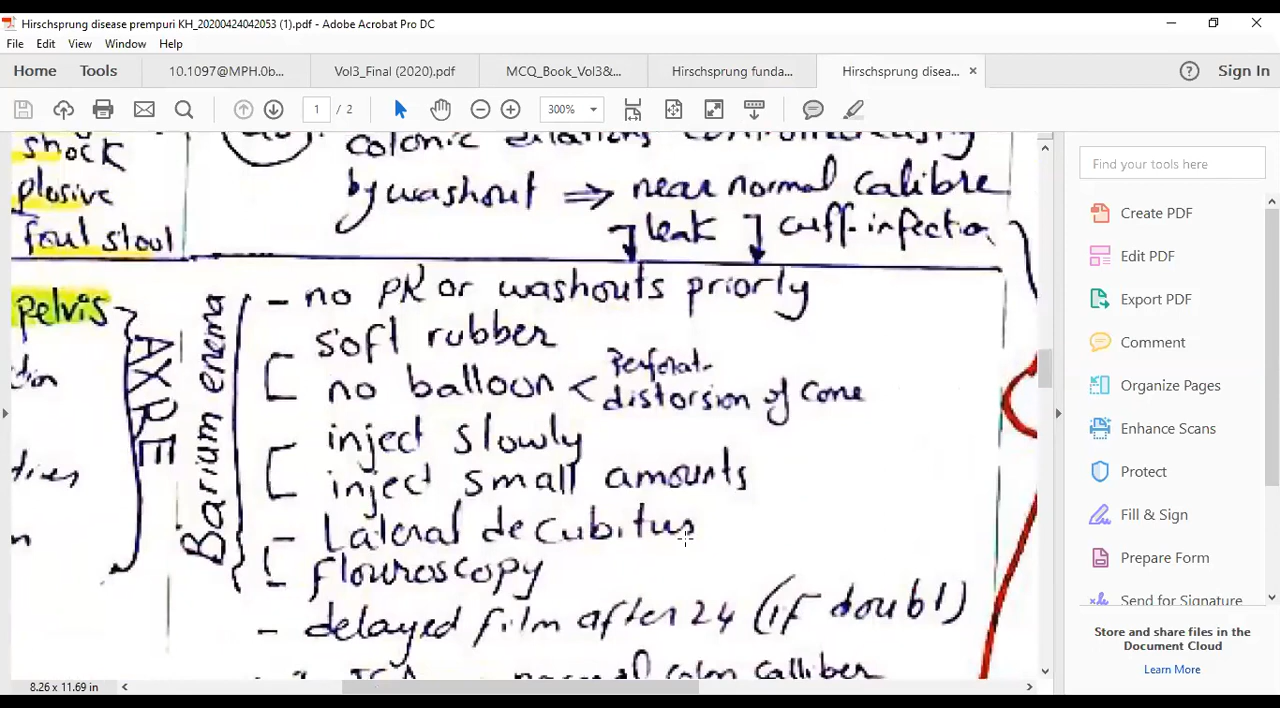 Hirschsprung disease prempuri KH_20200424042053 (1).pdf - Adobe Acrobat Pro DC
File Edit View Window Help
Home Tools 10.1097@MPH.0b... Vol3_Final (2020).pdf MCQ_Book_Vol3&... Hirschsprung funda... Hirschsprung disea... × ? Sign In
1 / 2 300%
shock
plosive
foul stool
colonic
by washout ⇒ near normal calibre
leak cuff infection
pelvis
AXRE
Barium enema
- no PR or washouts priorly
soft rubber
no balloon < Perforat.
distorsion of cone
inject slowly
inject small amounts
- Lateral decubitus
flouroscopy
- delayed film after 24 (if doubt)
normal colon calliber
8.26 x 11.69 in
Find your tools here
Create PDF
Edit PDF
Export PDF
Comment
Organize Pages
Enhance Scans
Protect
Fill & Sign
Prepare Form
Send for Signature
Store and share files in the
Document Cloud
Learn More